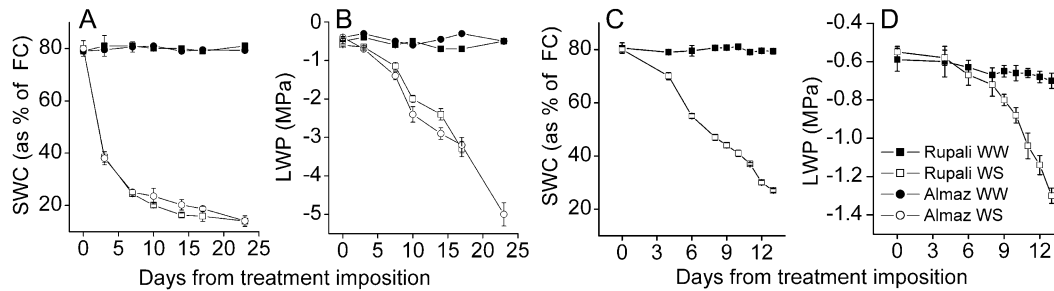 A
SWC (as % of FC)
80
60
40
20
0 5 10 15 20 25
B
LWP (MPa)
0
-1
-2
-3
-4
-5
0 5 10 15 20 25
Days from treatment imposition
C
SWC (as % of FC)
80
60
40
20
0 3 6 9 12
D
LWP (MPa)
-0.4
-0.6
-0.8
-1.0
-1.2
-1.4
Rupali WW
Rupali WS
Almaz WW
Almaz WS
0 3 6 9 12
Days from treatment imposition